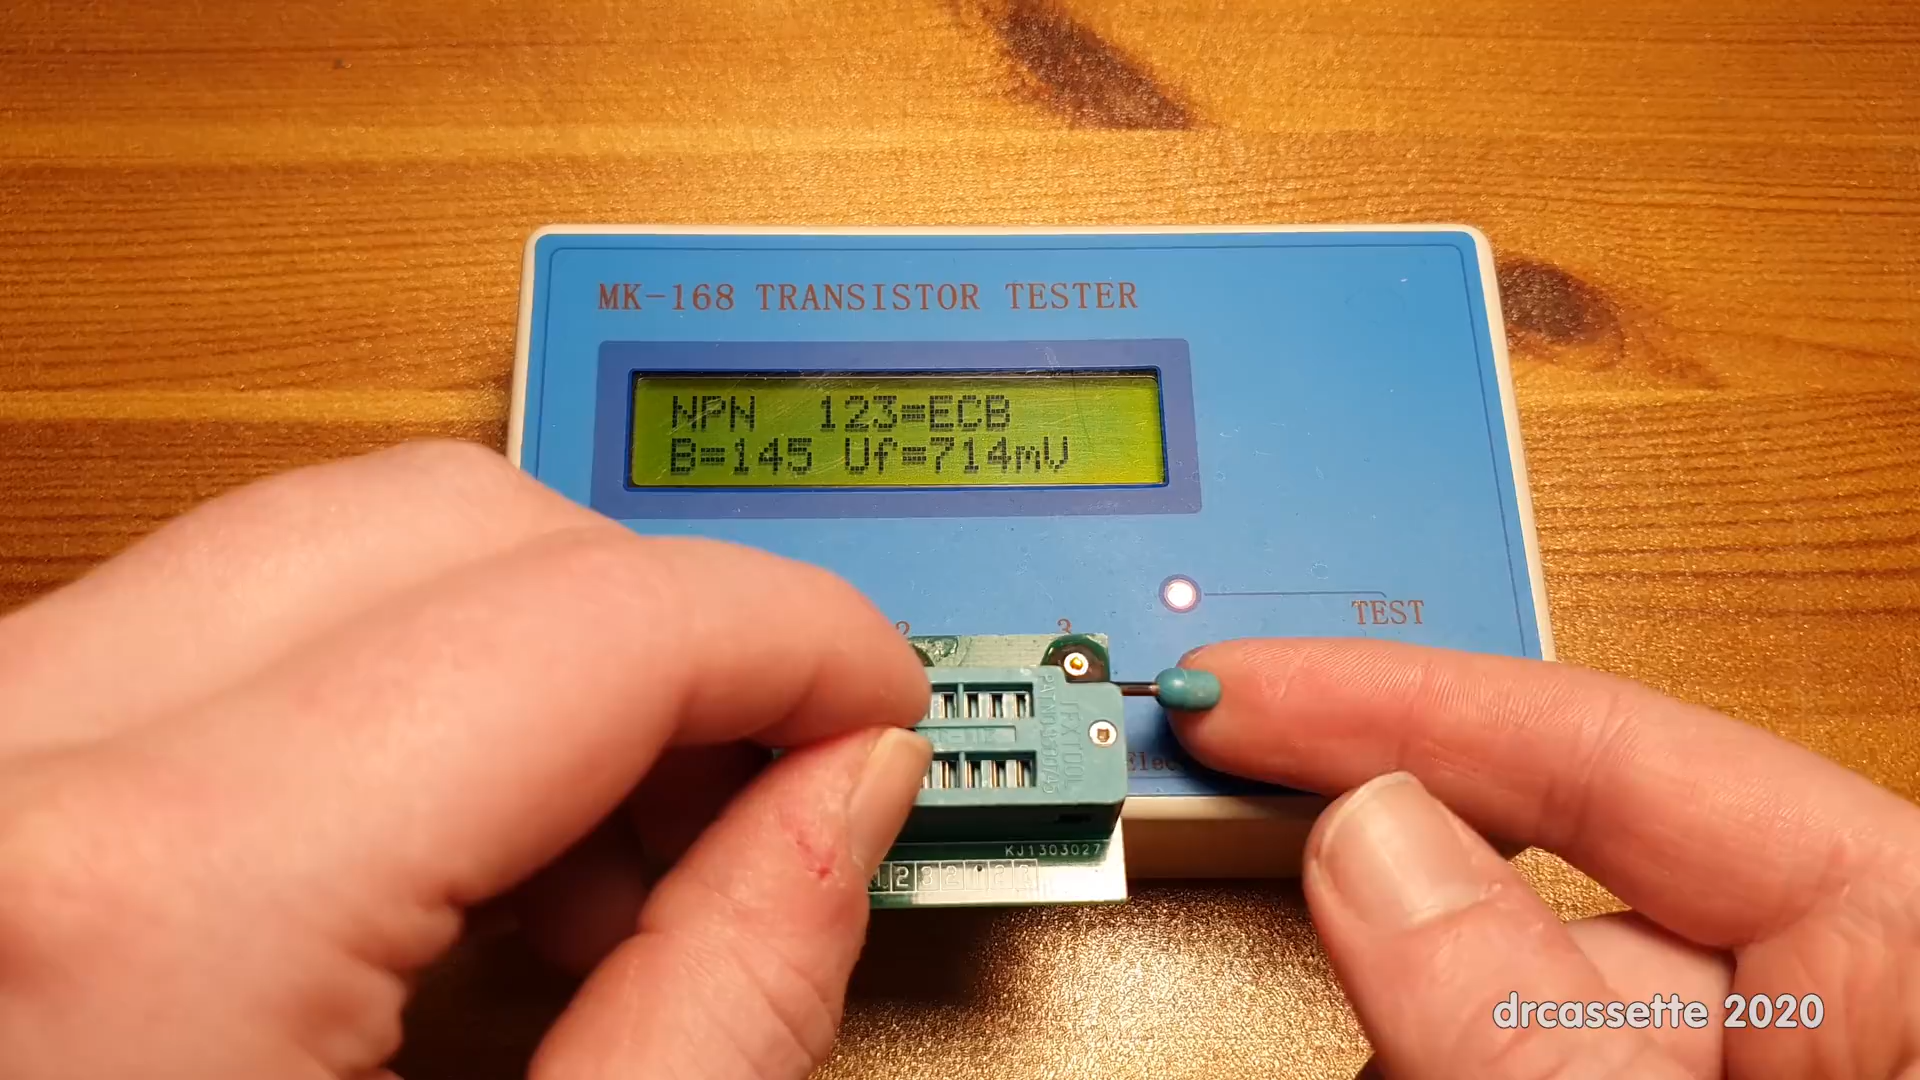 MK-168 TRANSISTOR TESTER
NPN 123=ECB
B=145 Uf=714mV
TEST
2 3
KJ1303027
drcassette 2020